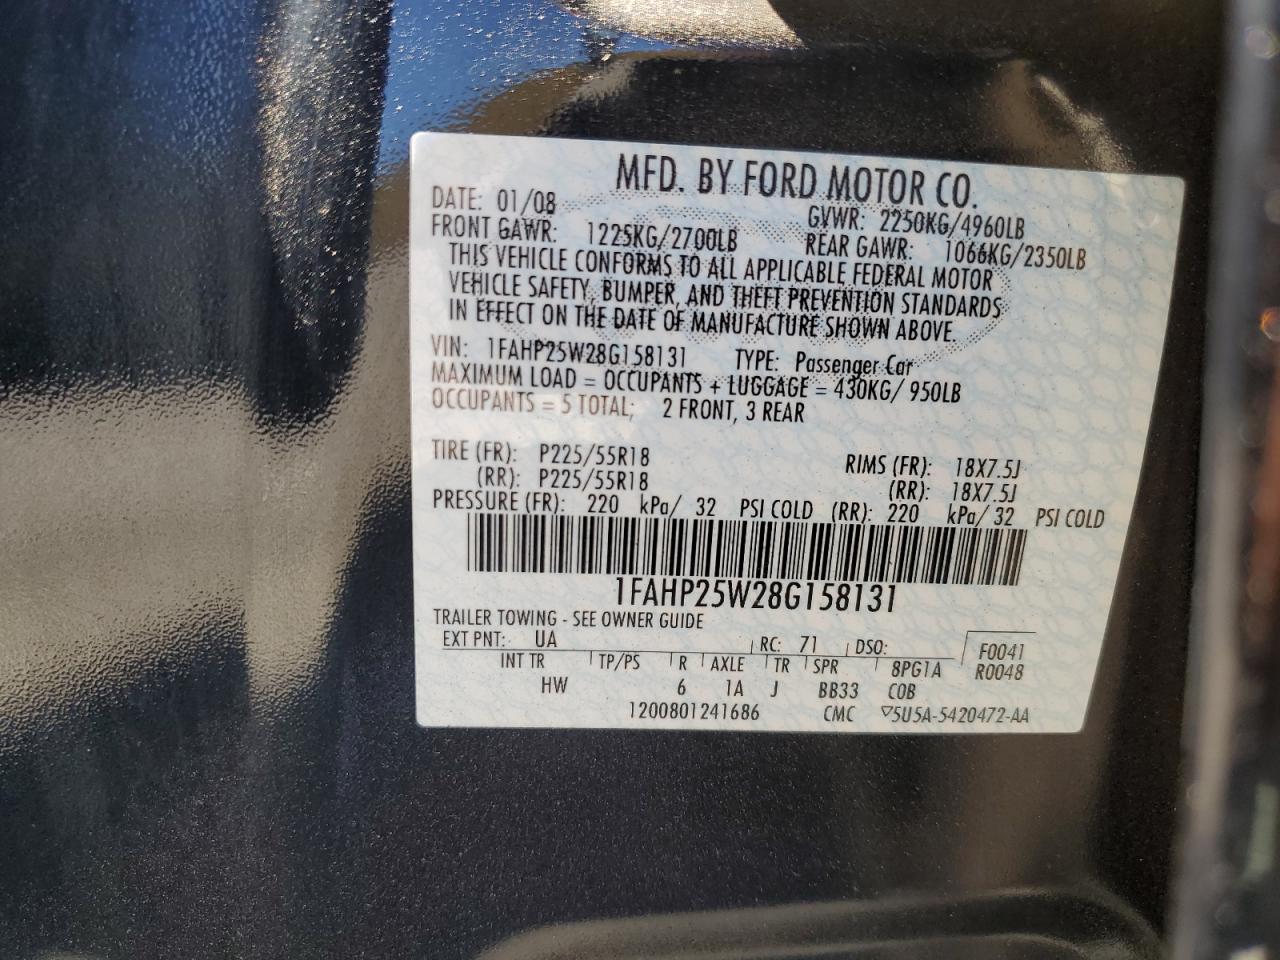 MFD. BY FORD MOTOR CO.
DATE: 01/08 GVWR: 2250KG/4960LB
FRONT GAWR: 1225KG/2700LB REAR GAWR: 1066KG/2350LB
THIS VEHICLE CONFORMS TO ALL APPLICABLE FEDERAL MOTOR
VEHICLE SAFETY, BUMPER, AND THEFT PREVENTION STANDARDS
IN EFFECT ON THE DATE OF MANUFACTURE SHOWN ABOVE.
VIN: 1FAHP25W28G158131 TYPE: Passenger Car
MAXIMUM LOAD = OCCUPANTS + LUGGAGE = 430KG/ 950LB
OCCUPANTS = 5 TOTAL; 2 FRONT, 3 REAR
TIRE (FR): P225/55R18 RIMS (FR): 18X7.5J
(RR): P225/55R18 (RR): 18X7.5J
PRESSURE (FR): 220 kPa/ 32 PSI COLD (RR): 220 kPa/ 32 PSI COLD
1FAHP25W28G158131
TRAILER TOWING - SEE OWNER GUIDE
EXT PNT: UA RC: 71 DSO: F0041
INT TR TP/PS R AXLE TR SPR 8PG1A R0048
HW 6 1A J BB33 COB
1200801241686 CMC ▽5U5A-5420472-AA